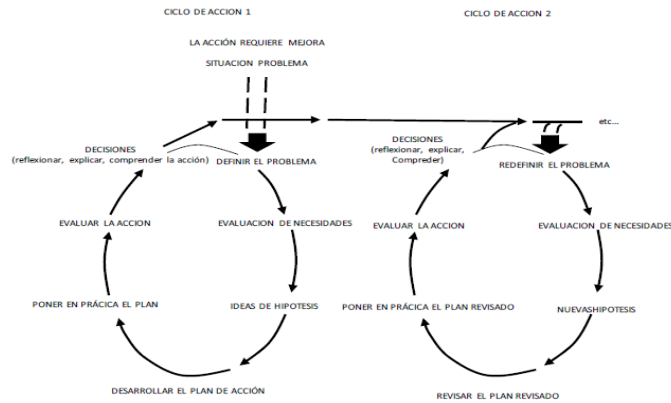 CICLO DE ACCION 1
CICLO DE ACCION 2
LA ACCIÓN REQUIERE MEJORA
SITUACION PROBLEMA
etc...
DECISIONES
(reflexionar, explicar, comprender la acción)
DEFINIR EL PROBLEMA
EVALUACION DE NECESIDADES
IDEAS DE HIPOTESIS
DESARROLLAR EL PLAN DE ACCIÓN
PONER EN PRÁCICA EL PLAN
EVALUAR LA ACCION
DECISIONES
(reflexionar, explicar,
Compreder)
REDEFINIR EL PROBLEMA
EVALUACION DE NECESIDADES
NUEVASHIPOTESIS
REVISAR EL PLAN REVISADO
PONER EN PRÁCICA EL PLAN REVISADO
EVALUAR LA ACCION